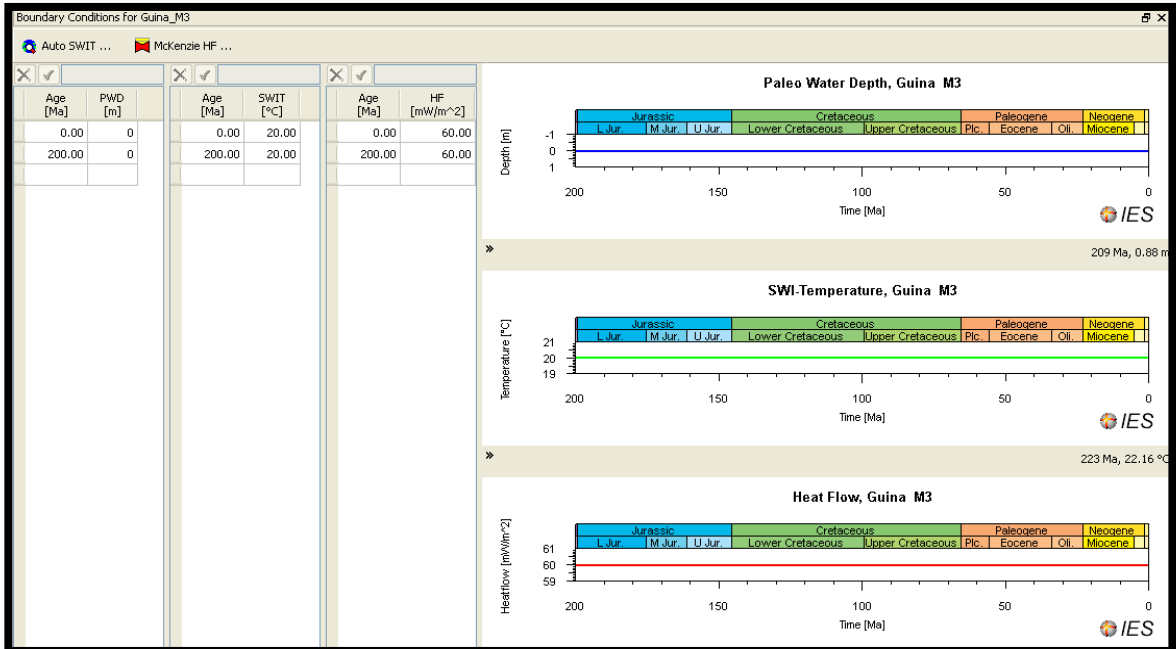 Boundary Conditions for Guina_M3
Auto SWIT ... McKenzie HF ...
Age [Ma] PWD [m]
0.00 0
200.00 0
Age [Ma] SWIT [°C]
0.00 20.00
200.00 20.00
Age [Ma] HF [mW/m^2]
0.00 60.00
200.00 60.00
Paleo Water Depth, Guina M3
Jurassic Cretaceous Paleogene Neogene
L Jur. M Jur. U Jur. Lower Cretaceous Upper Cretaceous Plc. Eocene Oli. Miocene
Depth [m]
-1
0
1
200 150 100 50 0
Time [Ma]
IES
» 209 Ma, 0.88 m
SWI-Temperature, Guina M3
Jurassic Cretaceous Paleogene Neogene
L Jur. M Jur. U Jur. Lower Cretaceous Upper Cretaceous Plc. Eocene Oli. Miocene
Temperature [°C]
21
20
19
200 150 100 50 0
Time [Ma]
IES
» 223 Ma, 22.16 °C
Heat Flow, Guina M3
Jurassic Cretaceous Paleogene Neogene
L Jur. M Jur. U Jur. Lower Cretaceous Upper Cretaceous Plc. Eocene Oli. Miocene
Heatflow [mW/m^2]
61
60
59
200 150 100 50 0
Time [Ma]
IES